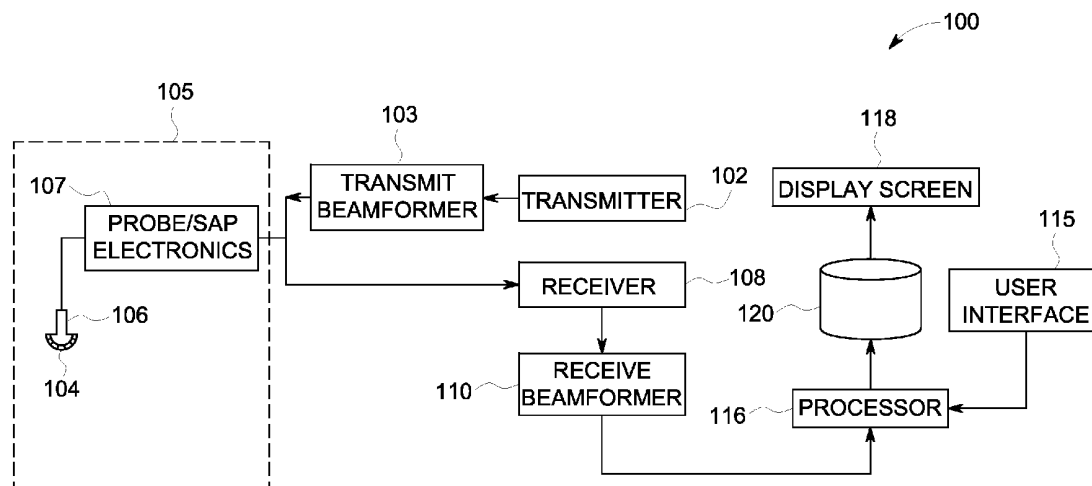 100
105
103
118
107
TRANSMIT
BEAMFORMER
TRANSMITTER
102
DISPLAY SCREEN
115
PROBE/SAP
ELECTRONICS
RECEIVER
108
120
USER
INTERFACE
106
104
110
RECEIVE
BEAMFORMER
116
PROCESSOR